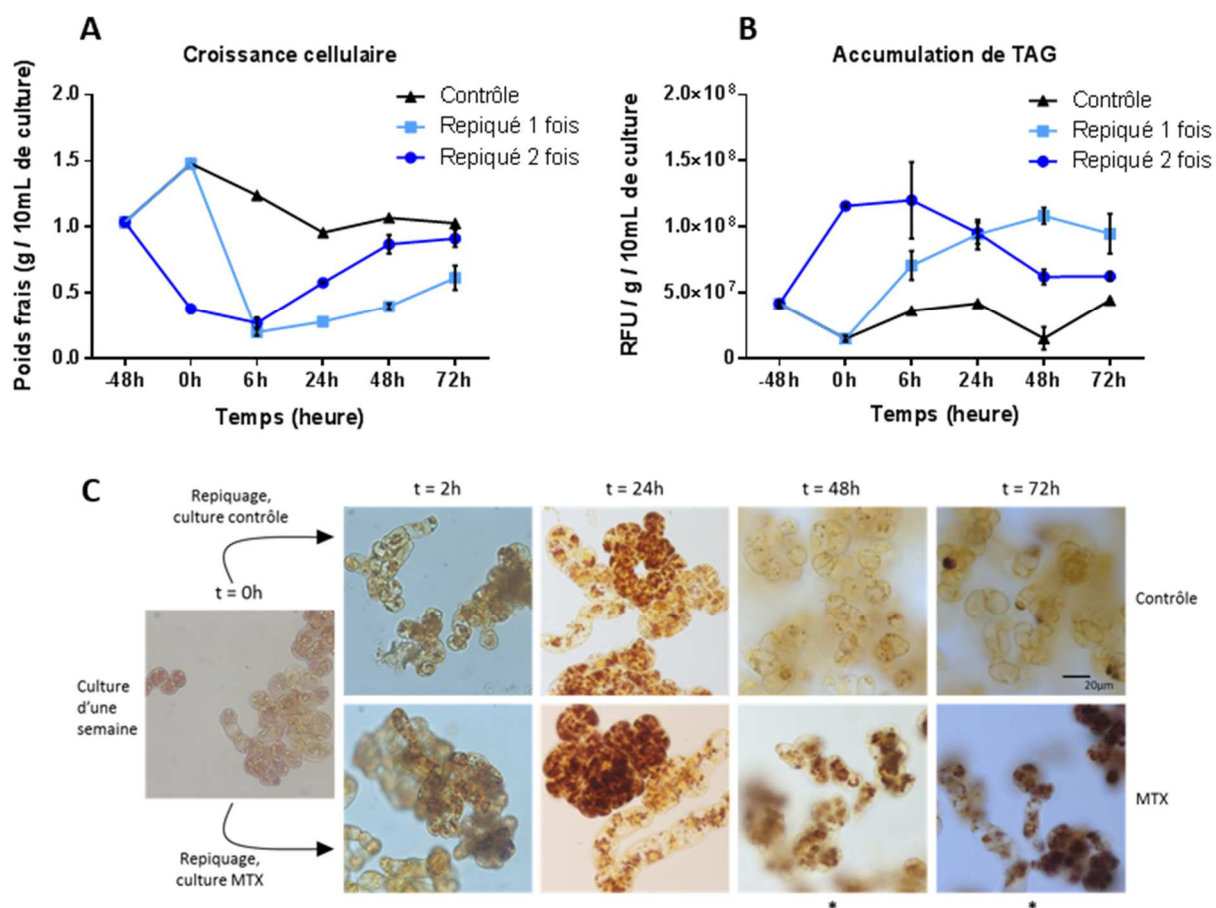 A
Croissance cellulaire
Poids frais (g / 10mL de culture)
2.0
1.5
1.0
0.5
0.0
-48h 0h 6h 24h 48h 72h
Temps (heure)
Contrôle
Repiqué 1 fois
Repiqué 2 fois
B
Accumulation de TAG
RFU / g / 10mL de culture
2.0×10⁸
1.5×10⁸
1.0×10⁸
5.0×10⁷
0
-48h 0h 6h 24h 48h 72h
Temps (heure)
Contrôle
Repiqué 1 fois
Repiqué 2 fois
C
Repiquage,
culture contrôle
t = 0h
Culture
d'une
semaine
Repiquage,
culture MTX
t = 2h t = 24h t = 48h t = 72h
Contrôle
20µm
MTX
* *